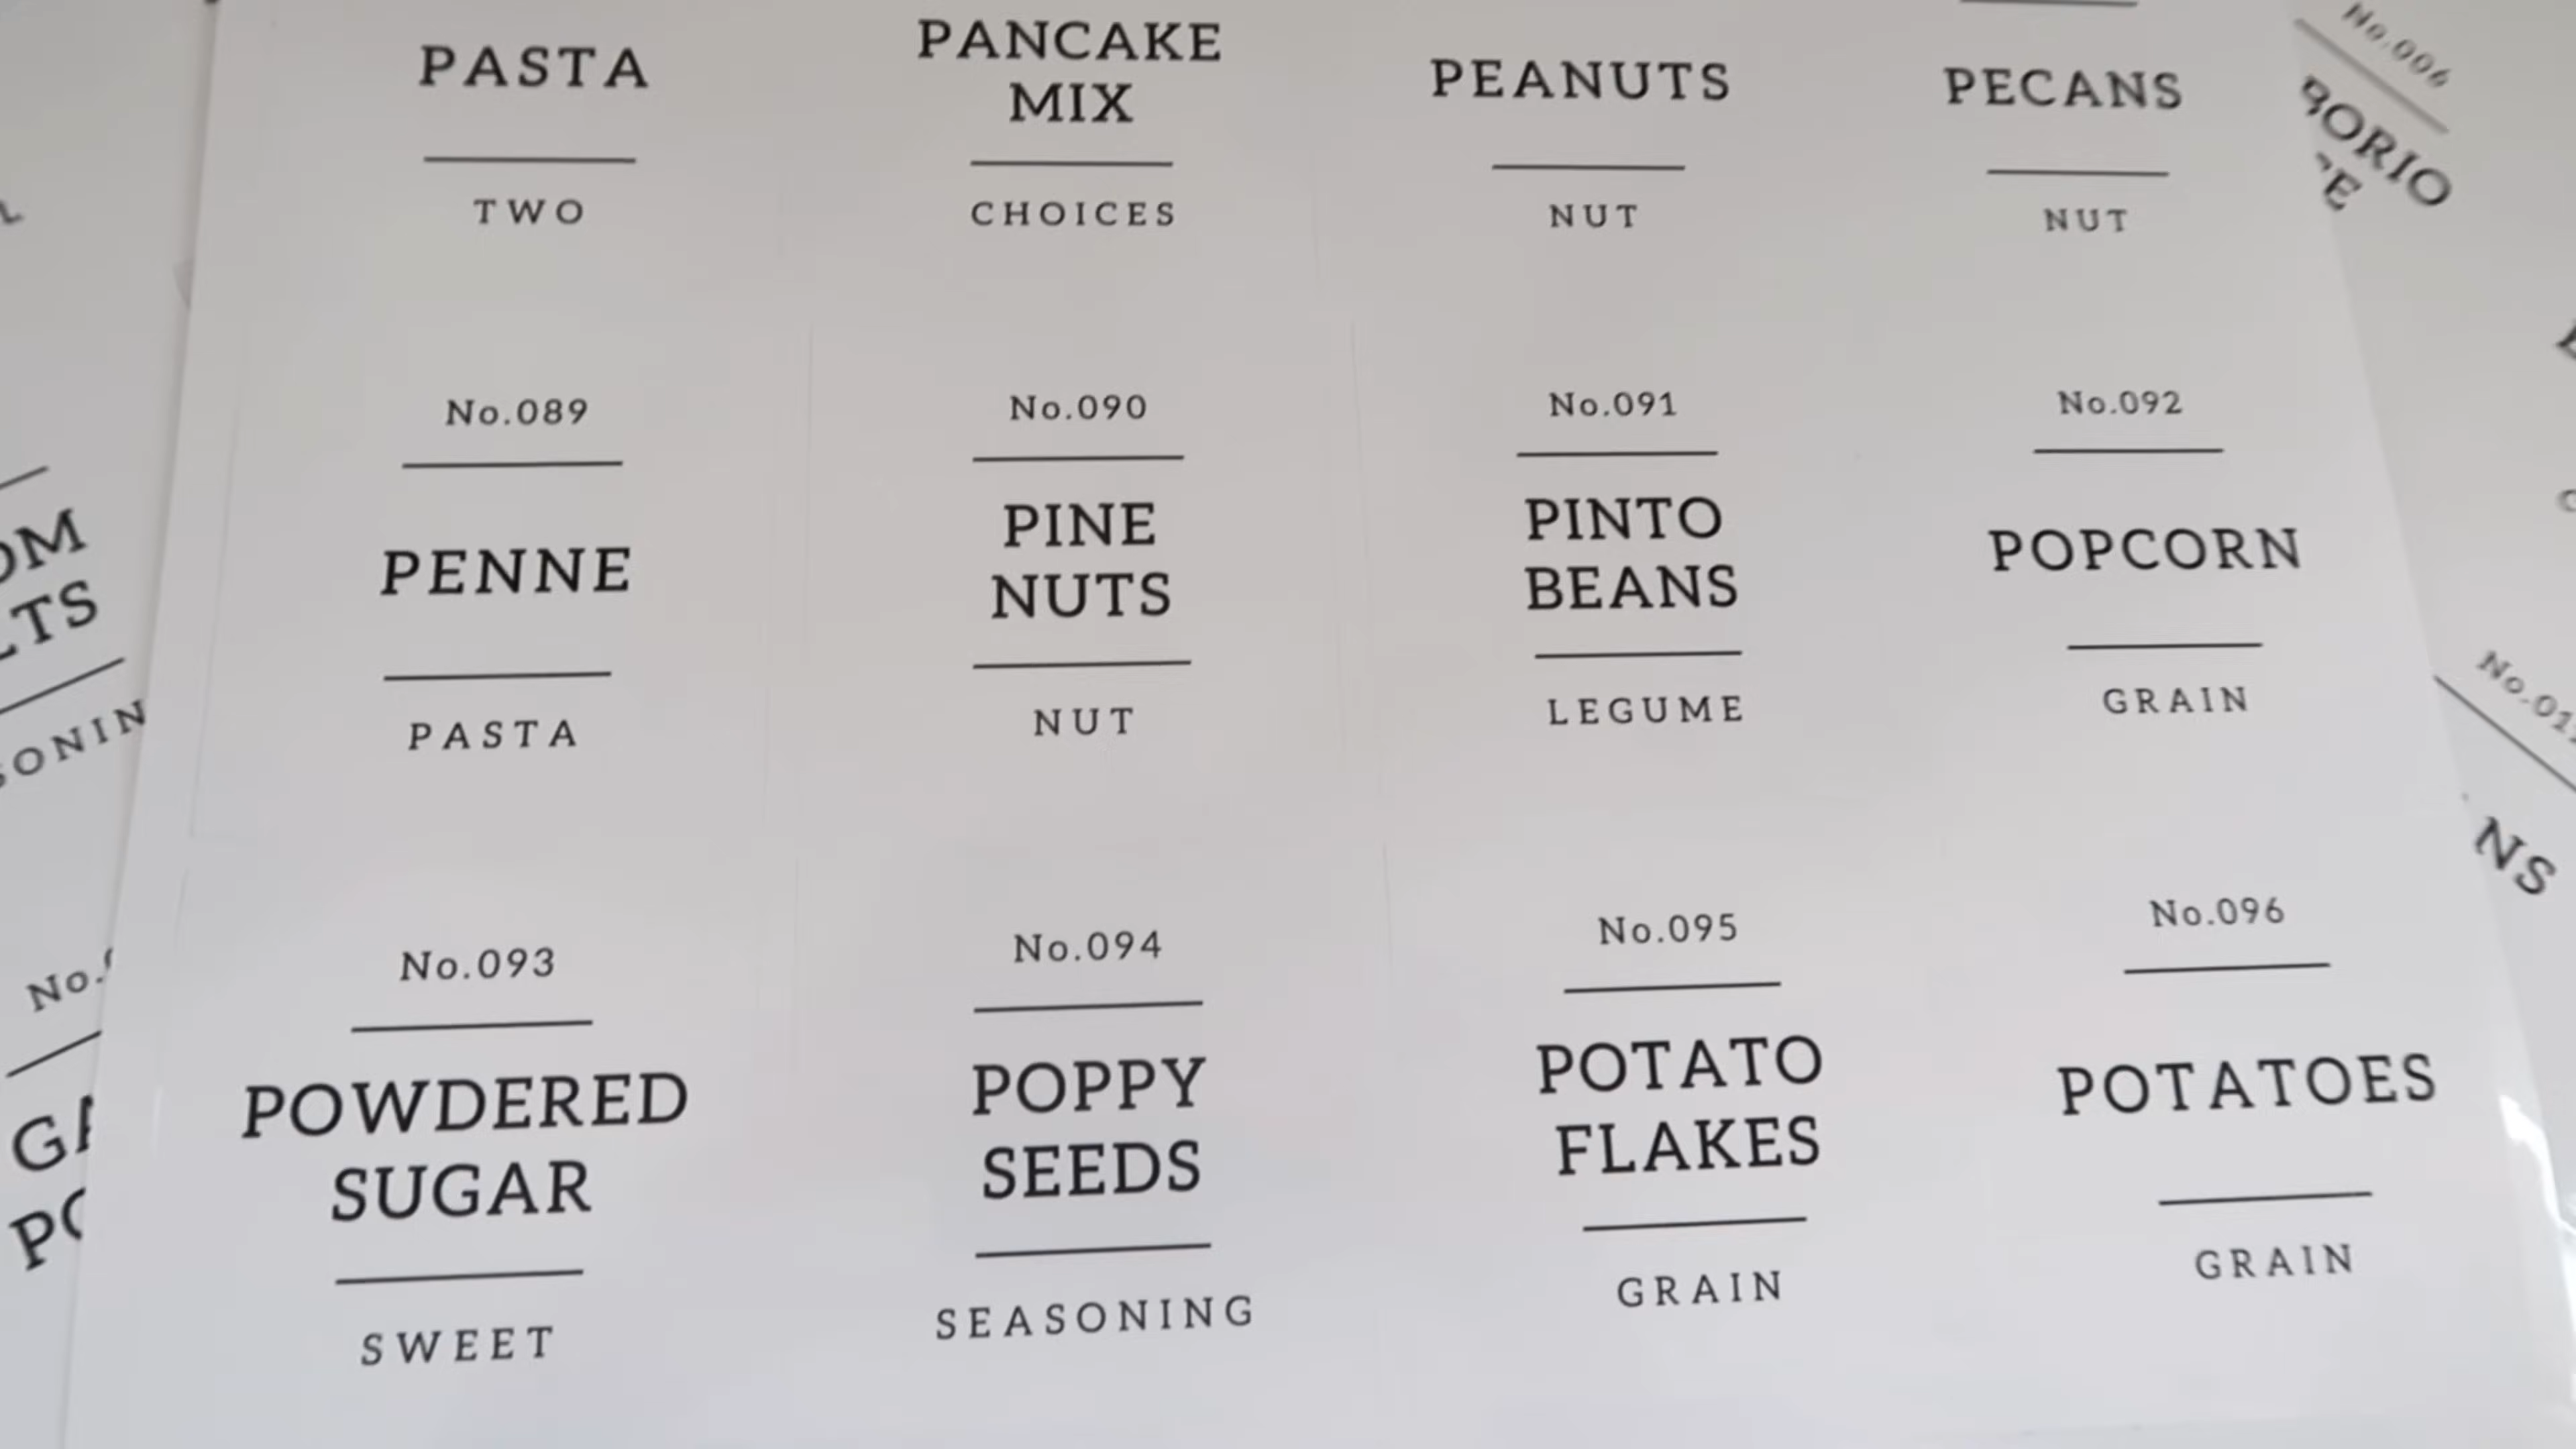 PASTA
TWO
PANCAKE
MIX
CHOICES
PEANUTS
NUT
PECANS
NUT
No.006
No.089
PENNE
PASTA
No.090
PINE
NUTS
NUT
No.091
PINTO
BEANS
LEGUME
No.092
POPCORN
GRAIN
No.093
POWDERED
SUGAR
SWEET
No.094
POPPY
SEEDS
SEASONING
No.095
POTATO
FLAKES
GRAIN
No.096
POTATOES
GRAIN